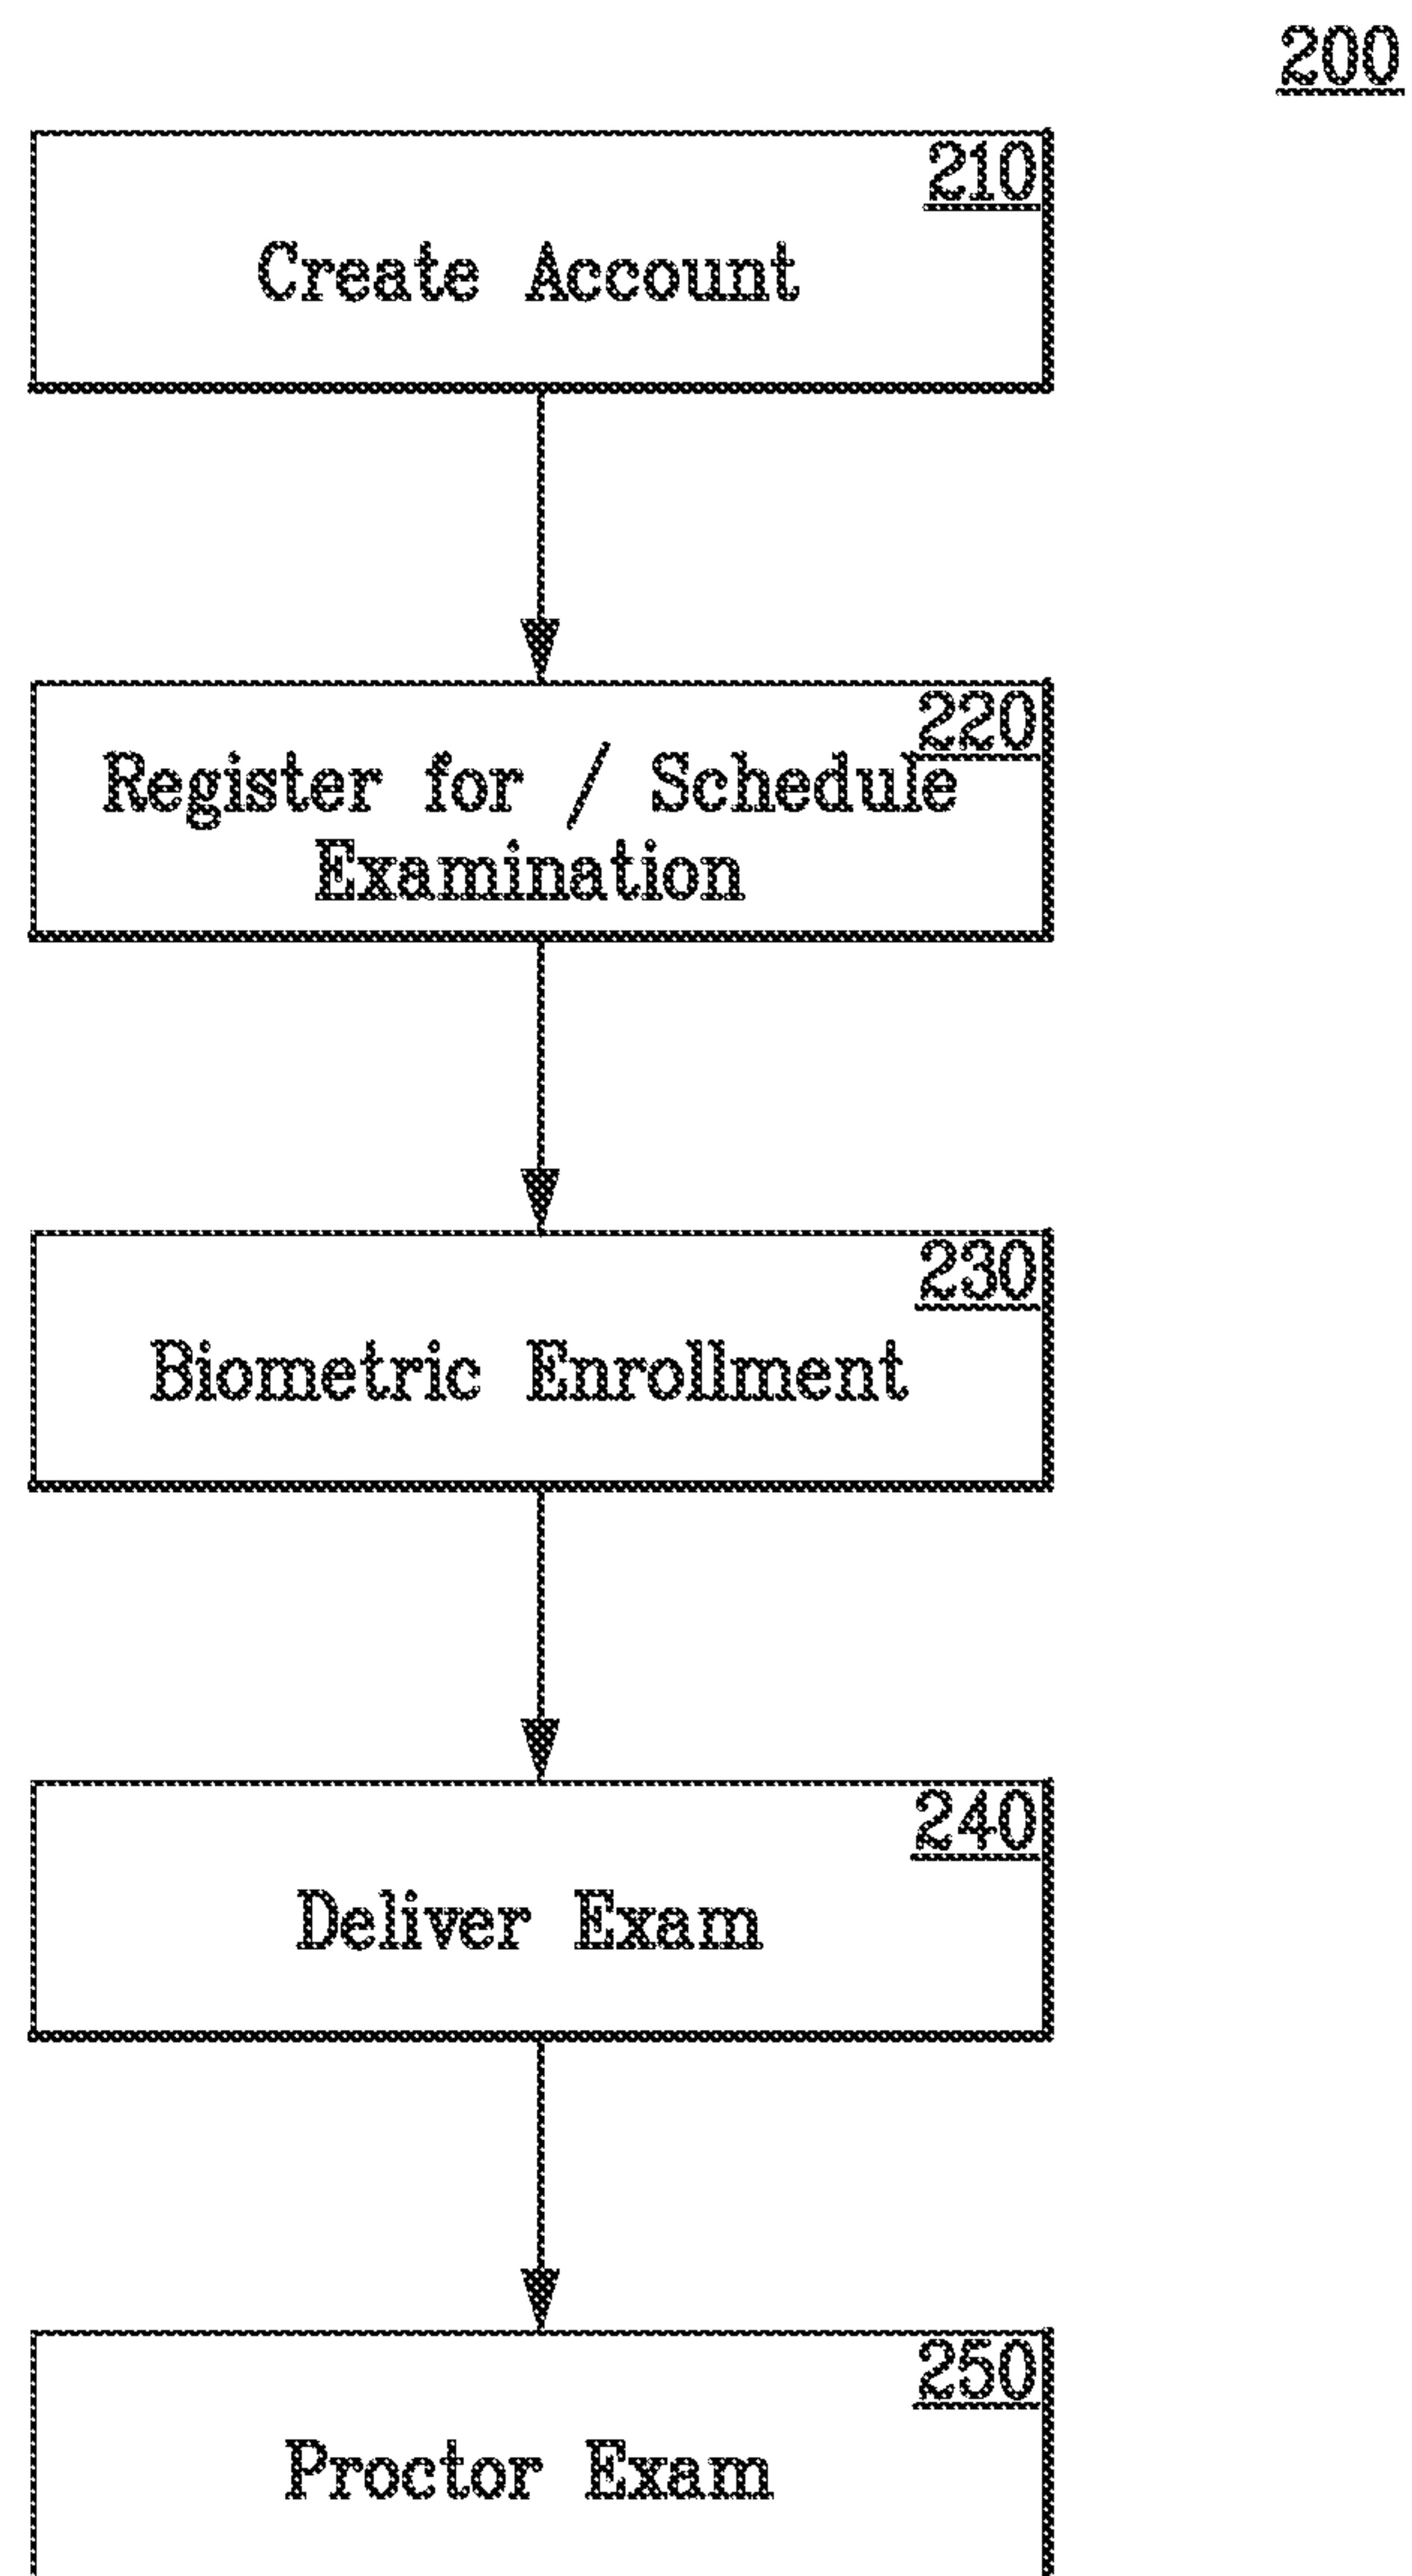 200
210
Create Account
220
Register for / Schedule
Examination
230
Biometric Enrollment
240
Deliver Exam
250
Proctor Exam